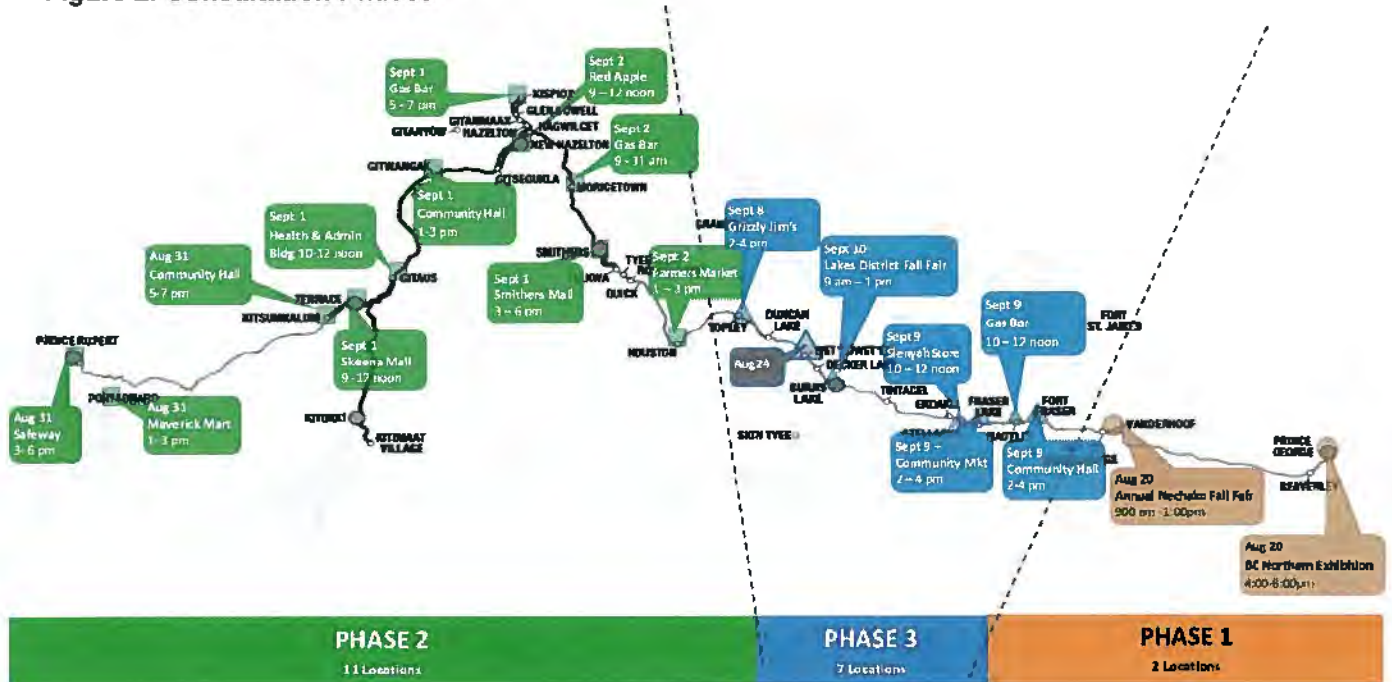 Sept 1
Gas Bar
5 - 7 pm
Sept 2
Red Apple
9 – 12 noon
KISPIOX
GLEN VOWELL
GITANMAAX
HAGWILGET
GITANYOW
HAZELTON
NEW HAZELTON
Sept 2
Gas Bar
9 - 11 am
GITWANGAK
GITSEGUKLA
MORICETOWN
Sept 1
Community Hall
1-3 pm
Sept 1
Health & Admin
Bldg 10-12 noon
Aug 31
Community Hall
5-7 pm
GITAUS
TERRACE
KITSUMKALUM
SMITHERS
Sept 1
Smithers Mall
3 – 6 pm
QUICK
Sept 2
Farmers Market
1 – 3 pm
Sept 8
Grizzly Jim's
2-4 pm
Sept 10
Lakes District Fall Fair
9 am – 1 pm
TOPLEY
DUNCAN
LAKE
HOUSTON
Aug 24
DECKER
BURNS
LAKE
Sept 9
Slenyah Store
10 – 12 noon
Sept 9
Gas Bar
10 – 12 noon
FORT
ST. JAMES
PRINCE RUPERT
PORT EDWARD
Sept 1
Skeena Mall
9 -12 noon
Aug 31
Safeway
3- 6 pm
Aug 31
Maverick Mart
1- 3 pm
KITIMAT
KITIMAAT
VILLAGE
TINTAGEL
ENDAKO
FRASER
LAKE
FORT
FRASER
SKIN TYEE
Sept 9 –
Community Mkt
2 – 4 pm
Sept 9
Community Hall
2-4 pm
VANDERHOOF
PRINCE
GEORGE
BEAVERLEY
Aug 20
Annual Nechako Fall Fair
900 am -1:00pm
Aug 20
BC Northern Exhibition
4:00-8:00pm
PHASE 2
11 Locations
PHASE 3
7 Locations
PHASE 1
2 Locations